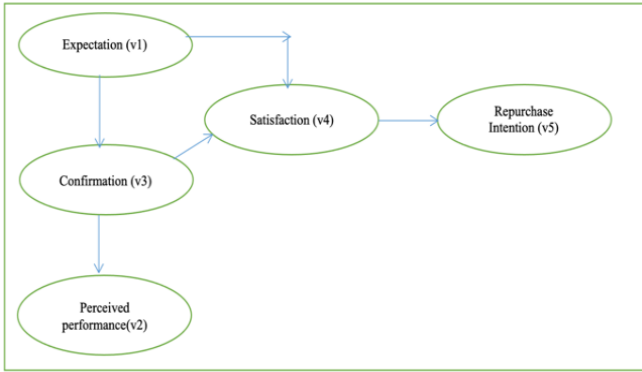 Expectation (v1)
Satisfaction (v4)
Repurchase
Intention (v5)
Confirmation (v3)
Perceived
performance(v2)